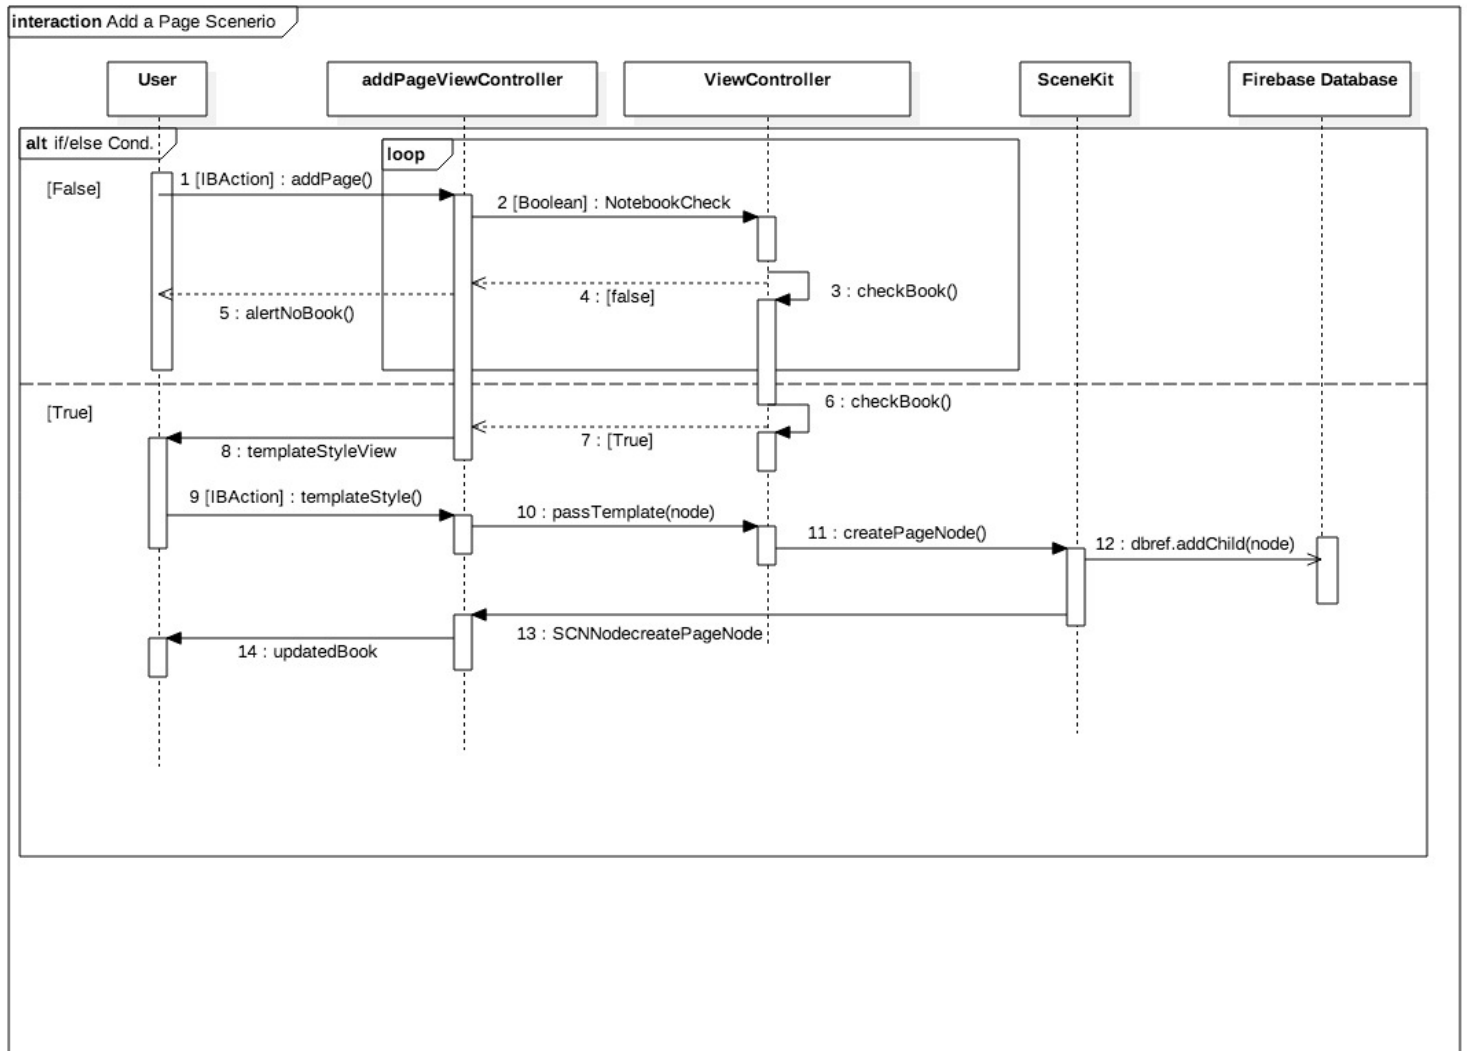 interaction Add a Page Scenerio
User
addPageViewController
ViewController
SceneKit
Firebase Database
alt if/else Cond.
loop
[False]
1 [IBAction] : addPage()
2 [Boolean] : NotebookCheck
3 : checkBook()
4 : [false]
5 : alertNoBook()
[True]
6 : checkBook()
7 : [True]
8 : templateStyleView
9 [IBAction] : templateStyle()
10 : passTemplate(node)
11 : createPageNode()
12 : dbref.addChild(node)
13 : SCNNodecreatePageNode
14 : updatedBook